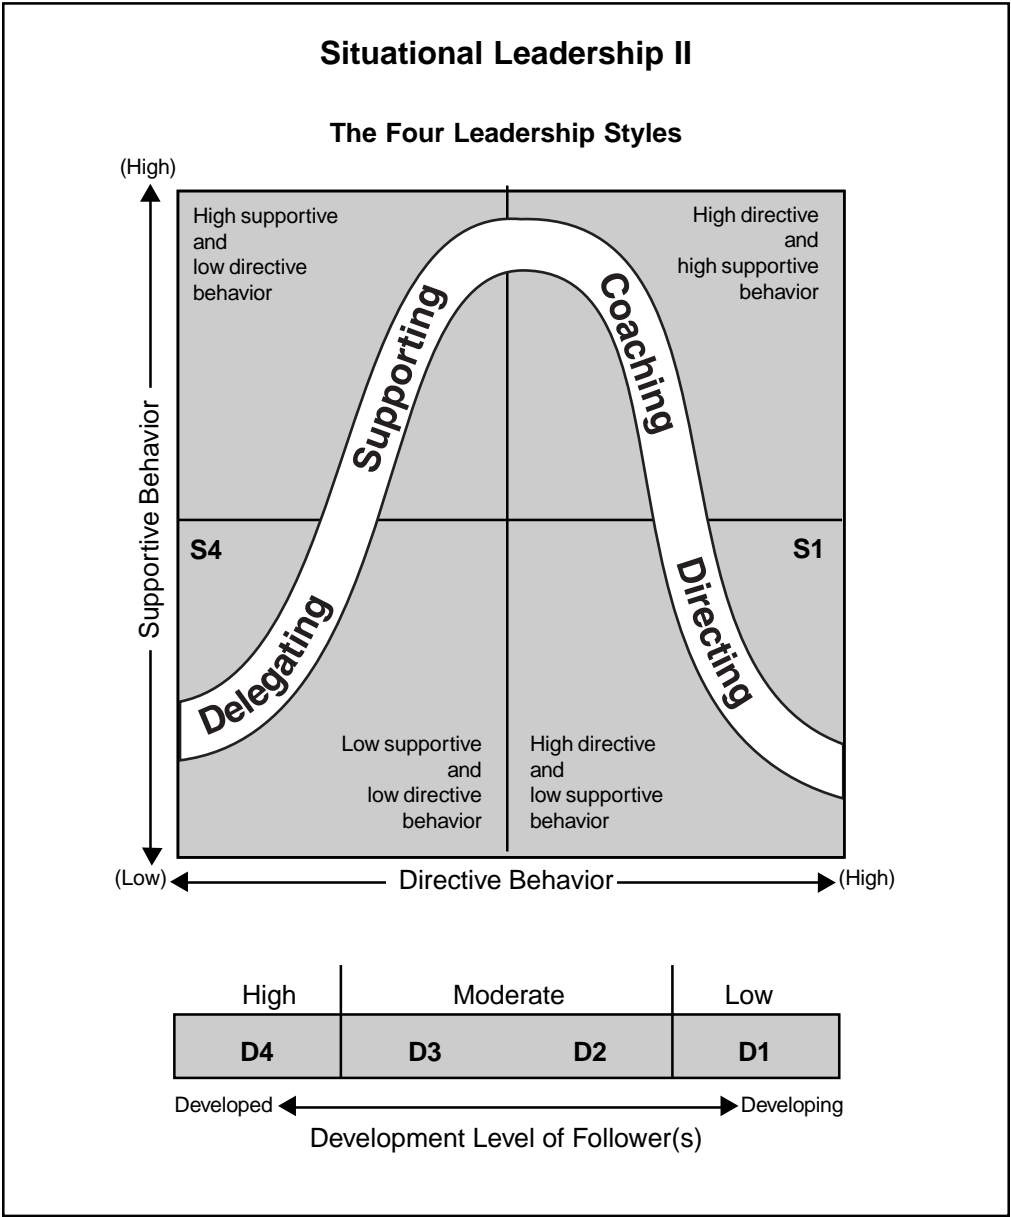 Situational Leadership II
The Four Leadership Styles
(High)
High supportive
and
low directive
behavior
High directive
and
high supportive
behavior
Supporting
Coaching
Supportive Behavior
S4
S1
Delegating
Directing
Low supportive
and
low directive
behavior
High directive
and
low supportive
behavior
(Low)
Directive Behavior
(High)
High
Moderate
Low
D4
D3
D2
D1
Developed
Developing
Development Level of Follower(s)